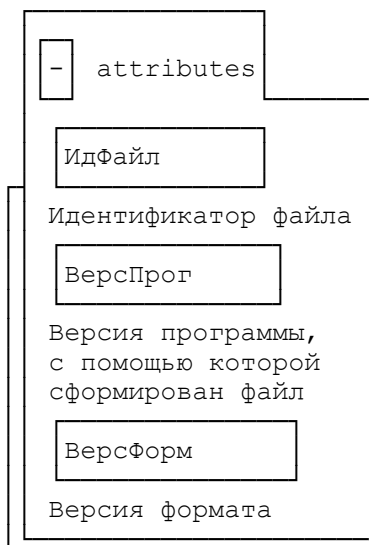 - attributes
ИдФайл
Идентификатор файла
ВерсПрог
Версия программы,
с помощью которой
сформирован файл
ВерсФорм
Версия формата